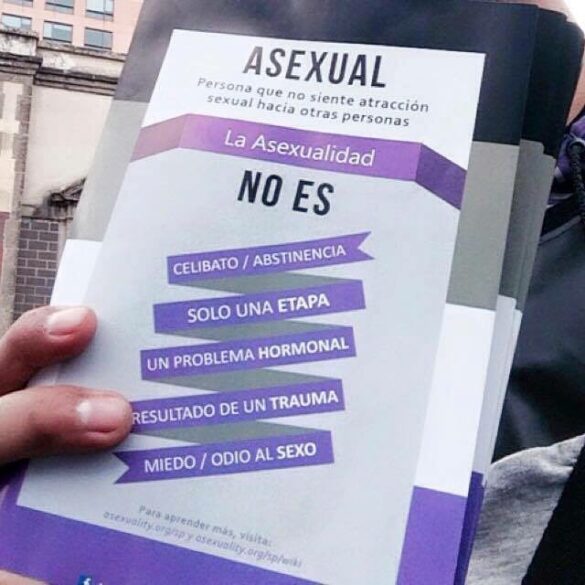 ASEXUAL
Persona que no siente atracción
sexual hacia otras personas
La Asexualidad
NO ES
CELIBATO / ABSTINENCIA
SOLO UNA ETAPA
UN PROBLEMA HORMONAL
RESULTADO DE UN TRAUMA
MIEDO / ODIO AL SEXO
Para aprender más, visita:
asexuality.org/sp y asexuality.org/sp/wiki